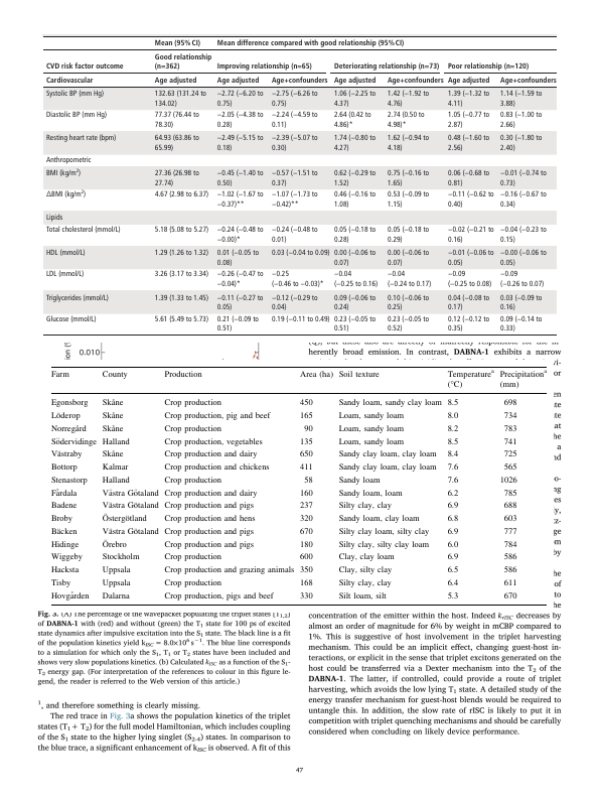 Mean (95% CI) Mean difference compared with good relationship (95%CI)
CVD risk factor outcome Good relationship (n=362) Improving relationship (n=65) Deteriorating relationship (n=73) Poor relationship (n=120)
Cardiovascular Age adjusted Age adjusted Age+confounders Age adjusted Age+confounders Age adjusted Age+confounders
Systolic BP (mm Hg) 132.63 (131.24 to 134.02) −2.72 (−6.20 to 0.75) −2.75 (−6.26 to 0.75) 1.06 (−2.25 to 4.37) 1.42 (−1.92 to 4.76) 1.39 (−1.32 to 4.11) 1.14 (−1.59 to 3.88)
Diastolic BP (mm Hg) 77.37 (76.44 to 78.30) −2.05 (−4.38 to 0.28) −2.24 (−4.59 to 0.11) 2.64 (0.42 to 4.86)* 2.74 (0.50 to 4.98)* 1.05 (−0.77 to 2.87) 0.83 (−1.00 to 2.66)
Resting heart rate (bpm) 64.93 (63.86 to 65.99) −2.49 (−5.15 to 0.18) −2.39 (−5.07 to 0.30) 1.74 (−0.80 to 4.27) 1.62 (−0.94 to 4.18) 0.48 (−1.60 to 2.56) 0.30 (−1.80 to 2.40)
Anthropometric
BMI (kg/m²) 27.36 (26.98 to 27.74) −0.45 (−1.40 to 0.50) −0.57 (−1.51 to 0.37) 0.62 (−0.29 to 1.52) 0.75 (−0.16 to 1.65) 0.06 (−0.68 to 0.81) −0.01 (−0.74 to 0.73)
ΔBMI (kg/m²) 4.67 (2.98 to 6.37) −1.02 (−1.67 to −0.37)** −1.07 (−1.73 to −0.42)** 0.46 (−0.16 to 1.08) 0.53 (−0.09 to 1.15) −0.11 (−0.62 to 0.40) −0.16 (−0.67 to 0.34)
Lipids
Total cholesterol (mmol/L) 5.18 (5.08 to 5.27) −0.24 (−0.48 to −0.00)* −0.24 (−0.48 to 0.01) 0.05 (−0.18 to 0.28) 0.05 (−0.18 to 0.29) −0.02 (−0.21 to 0.16) −0.04 (−0.23 to 0.15)
HDL (mmol/L) 1.29 (1.26 to 1.32) 0.01 (−0.05 to 0.08) 0.03 (−0.04 to 0.09) 0.00 (−0.06 to 0.07) 0.00 (−0.06 to 0.07) −0.01 (−0.06 to 0.05) −0.00 (−0.06 to 0.05)
LDL (mmol/L) 3.26 (3.17 to 3.34) −0.26 (−0.47 to −0.04)* −0.25 (−0.46 to −0.03)* −0.04 (−0.25 to 0.16) −0.04 (−0.24 to 0.17) −0.09 (−0.25 to 0.08) −0.09 (−0.26 to 0.07)
Triglycerides (mmol/L) 1.39 (1.33 to 1.45) −0.11 (−0.27 to 0.05) −0.12 (−0.29 to 0.04) 0.09 (−0.06 to 0.24) 0.10 (−0.06 to 0.25) 0.04 (−0.08 to 0.17) 0.03 (−0.09 to 0.16)
Glucose (mmol/L) 5.61 (5.49 to 5.73) 0.21 (−0.09 to 0.51) 0.19 (−0.11 to 0.49) 0.23 (−0.05 to 0.51) 0.23 (−0.05 to 0.52) 0.12 (−0.12 to 0.35) 0.09 (−0.14 to 0.33)
0.010
herently broad emission. In contrast, DABNA-1 exhibits a narrow
Farm County Production Area (ha) Soil texture Temperatureª (°C) Precipitationª (mm)
Egonsborg Skåne Crop production 450 Sandy loam, sandy clay loam 8.5 698
Löderop Skåne Crop production, pig and beef 165 Loam, sandy loam 8.0 734
Norregård Skåne Crop production 90 Loam, sandy loam 8.2 783
Södervidinge Halland Crop production, vegetables 135 Loam, sandy loam 8.5 741
Västraby Skåne Crop production and dairy 650 Sandy clay loam, clay loam 8.4 725
Bottorp Kalmar Crop production and chickens 411 Sandy clay loam, clay loam 7.6 565
Stenastorp Halland Crop production 58 Sandy loam 7.6 1026
Färdala Västra Götaland Crop production and dairy 160 Sandy loam, loam 6.2 785
Badene Västra Götaland Crop production and pigs 237 Silty clay, clay 6.9 688
Broby Östergötland Crop production and hens 320 Sandy loam, clay loam 6.8 603
Bäcken Västra Götaland Crop production and pigs 670 Silty clay loam, silty clay 6.9 777
Hidinge Örebro Crop production and pigs 180 Silty clay, silty clay loam 6.0 784
Wiggeby Stockholm Crop production 600 Clay, clay loam 6.9 586
Hacksta Uppsala Crop production and grazing animals 350 Clay, silty clay 6.5 586
Tisby Uppsala Crop production 168 Silty clay, clay 6.4 611
Hovgården Dalarna Crop production, pigs and beef 330 Silt loam, silt 5.3 670
Fig. 3. (A) The percentage of the wavepacket populating the triplet states (T₁,₂)
of DABNA-1 with (red) and without (green) the T₁ state for 100 ps of excited
state dynamics after impulsive excitation into the S₁ state. The black line is a fit
of the population kinetics yield kISC = 8.0×10⁸ s⁻¹. The blue line corresponds
to a simulation for which only the S₁, T₁ or T₂ states have been included and
shows very slow populations kinetics. (b) Calculated kISC as a function of the S₁-
T₂ energy gap. (For interpretation of the references to colour in this figure le-
gend, the reader is referred to the Web version of this article.)
¹, and therefore something is clearly missing.
The red trace in Fig. 3a shows the population kinetics of the triplet
states (T₁ + T₂) for the full model Hamiltonian, which includes coupling
of the S₁ state to the higher lying singlet (S₂₋₄) states. In comparison to
the blue trace, a significant enhancement of kISC is observed. A fit of this
concentration of the emitter within the host. Indeed krISC decreases by
almost an order of magnitude for 6% by weight in mCBP compared to
1%. This is suggestive of host involvement in the triplet harvesting
mechanism. This could be an implicit effect, changing guest-host in-
teractions, or explicit in the sense that triplet excitons generated on the
host could be transferred via a Dexter mechanism into the T₂ of the
DABNA-1. The latter, if controlled, could provide a route of triplet
harvesting, which avoids the low lying T₁ state. A detailed study of the
energy transfer mechanism for guest-host blends would be required to
untangle this. In addition, the slow rate of rISC is likely to put it in
competition with triplet quenching mechanisms and should be carefully
considered when concluding on likely device performance.
47